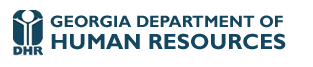 GEORGIA DEPARTMENT OF
HUMAN RESOURCES
DHR